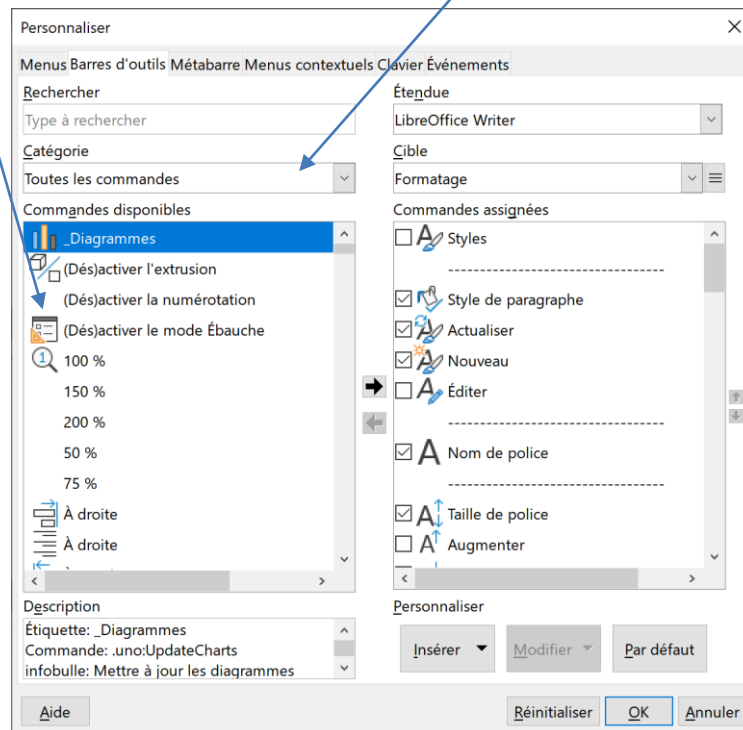 Personnaliser
Menus Barres d'outils Métabarre Menus contextuels Clavier Événements
Rechercher
Type à rechercher
Catégorie
Toutes les commandes
Commandes disponibles
_Diagrammes
(Dés)activer l'extrusion
(Dés)activer la numérotation
(Dés)activer le mode Ébauche
100 %
150 %
200 %
50 %
75 %
À droite
À droite
Description
Étiquette: _Diagrammes
Commande: .uno:UpdateCharts
infobulle: Mettre à jour les diagrammes
Étendue
LibreOffice Writer
Cible
Formatage
Commandes assignées
Styles
----------------------------------
Style de paragraphe
Actualiser
Nouveau
Éditer
----------------------------------
Nom de police
----------------------------------
Taille de police
Augmenter
Personnaliser
Insérer Modifier Par défaut
Aide Réinitialiser OK Annuler